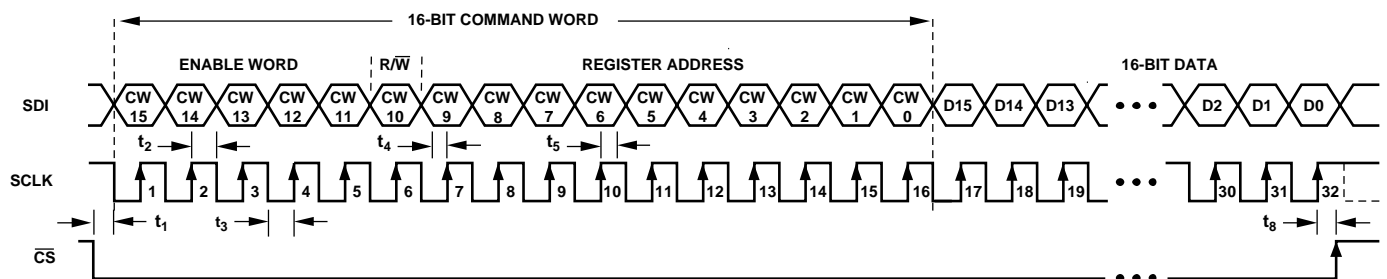 16-BIT COMMAND WORD
ENABLE WORD R/W̅ REGISTER ADDRESS 16-BIT DATA
SDI CW 15 CW 14 CW 13 CW 12 CW 11 CW 10 CW 9 CW 8 CW 7 CW 6 CW 5 CW 4 CW 3 CW 2 CW 1 CW 0 D15 D14 D13 ••• D2 D1 D0
t2 t4 t5
SCLK 1 2 3 4 5 6 7 8 9 10 11 12 13 14 15 16 17 18 19 ••• 30 31 32
t1 t3 t8
C̅S̅ •••